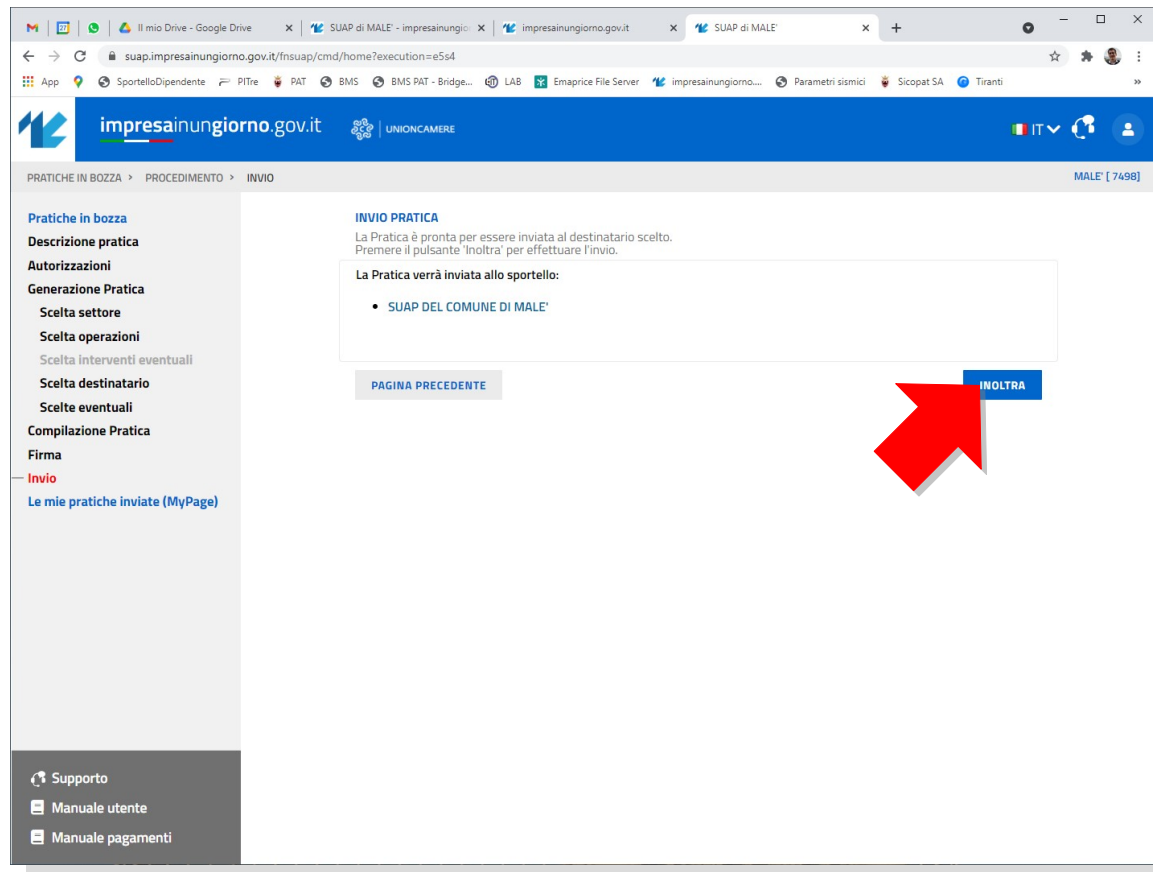 Il mio Drive - Google Drive
SUAP di MALE' - impresainungio
impresainungiorno.gov.it
SUAP di MALE'
suap.impresainungiorno.gov.it/fnsuap/cmd/home?execution=e5s4
App SportelloDipendente PITre PAT BMS BMS PAT - Bridge... LAB Emaprice File Server impresainungiorno.... Parametri sismici Sicopat SA Tiranti »
impresainungiorno.gov.it UNIONCAMERE IT
PRATICHE IN BOZZA > PROCEDIMENTO > INVIO MALE' [ 7498]
Pratiche in bozza
Descrizione pratica
Autorizzazioni
Generazione Pratica
Scelta settore
Scelta operazioni
Scelta interventi eventuali
Scelta destinatario
Scelte eventuali
Compilazione Pratica
Firma
Invio
Le mie pratiche inviate (MyPage)
INVIO PRATICA
La Pratica è pronta per essere inviata al destinatario scelto.
Premere il pulsante 'Inoltra' per effettuare l'invio.
La Pratica verrà inviata allo sportello:
• SUAP DEL COMUNE DI MALE'
PAGINA PRECEDENTE
INOLTRA
Supporto
Manuale utente
Manuale pagamenti